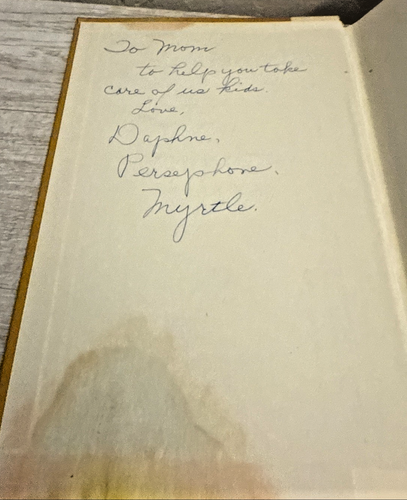 To Mom
to help you take
care of us kids.
Love,
Daphne,
Persephone,
Myrtle.